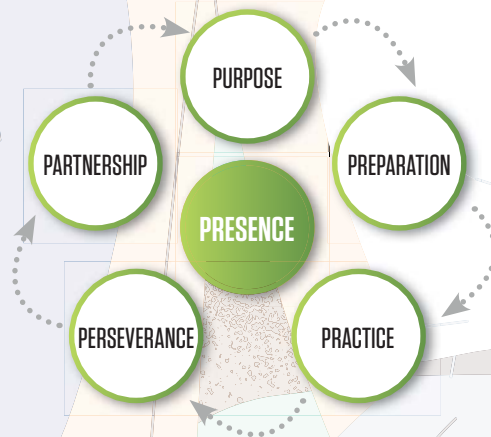 PURPOSE
PARTNERSHIP
PREPARATION
PRESENCE
PERSEVERANCE
PRACTICE